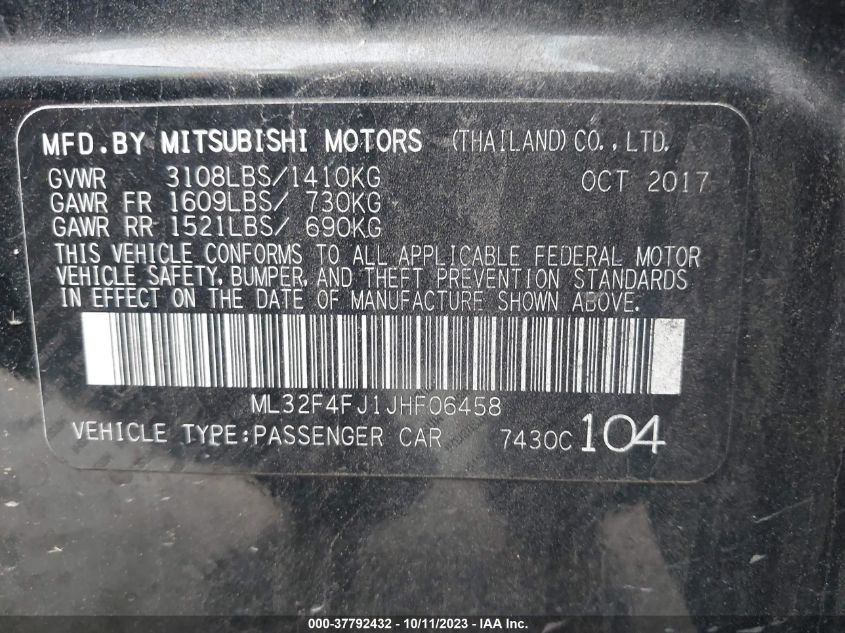 MFD.BY MITSUBISHI MOTORS (THAILAND)CO.,LTD.
GVWR 3108LBS/1410KG OCT 2017
GAWR FR 1609LBS/ 730KG
GAWR RR 1521LBS/ 690KG
THIS VEHICLE CONFORMS TO ALL APPLICABLE FEDERAL MOTOR
VEHICLE SAFETY, BUMPER, AND THEFT PREVENTION STANDARDS
IN EFFECT ON THE DATE OF MANUFACTURE SHOWN ABOVE.
ML32F4FJ1JHF06458
VEHICLE TYPE:PASSENGER CAR 7430C 104
000-37792432 - 10/11/2023 - IAA Inc.